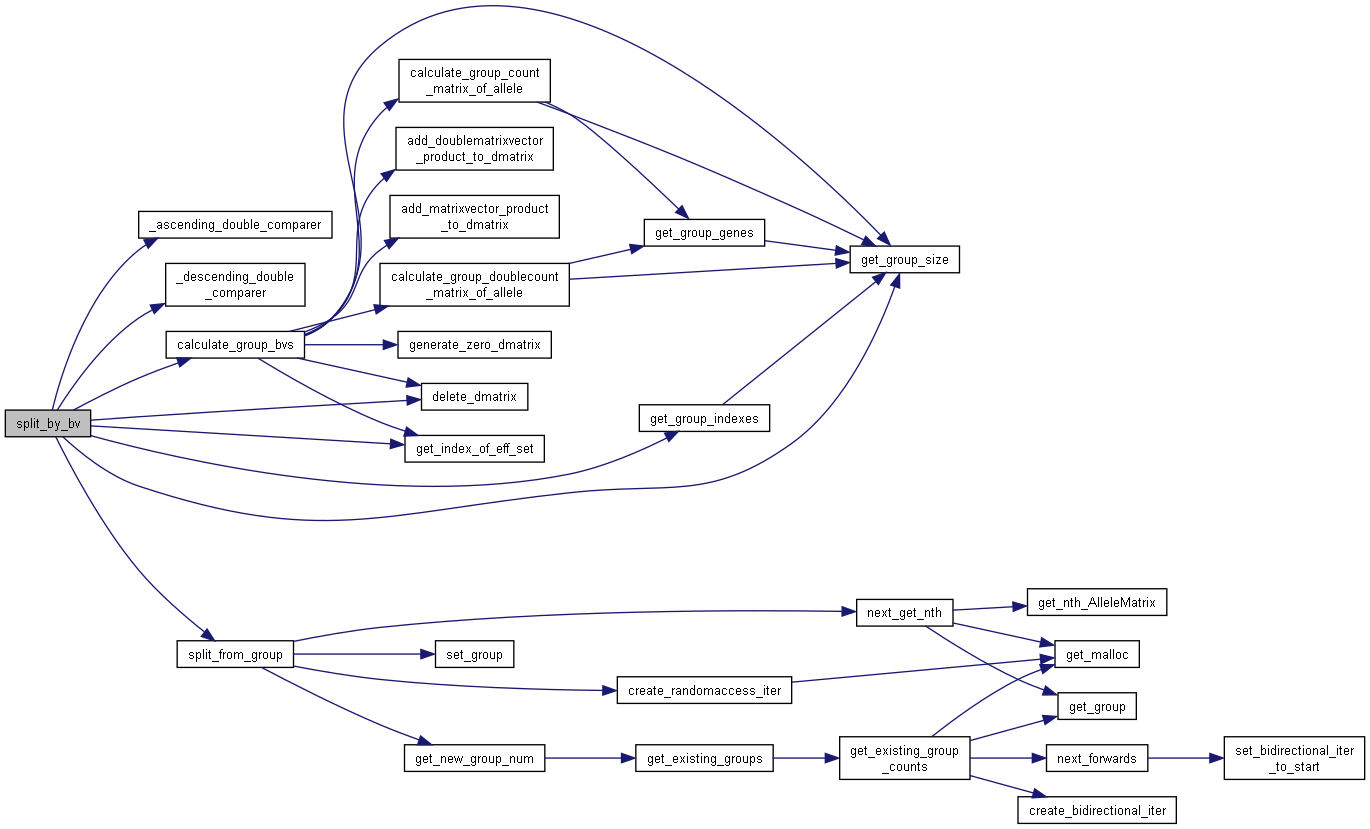 calculate_group_count
_matrix_of_allele
add_doublematrixvector
_product_to_dmatrix
add_matrixvector_product
_to_dmatrix
_ascending_double_comparer
get_group_genes
get_group_size
_descending_double
_comparer
calculate_group_doublecount
_matrix_of_allele
calculate_group_bvs
generate_zero_dmatrix
delete_dmatrix
split_by_bv
get_group_indexes
get_index_of_eff_set
next_get_nth
get_nth_AlleleMatrix
split_from_group
set_group
get_malloc
create_randomaccess_iter
get_group
get_new_group_num
get_existing_groups
get_existing_group
_counts
next_forwards
set_bidirectional_iter
_to_start
create_bidirectional_iter